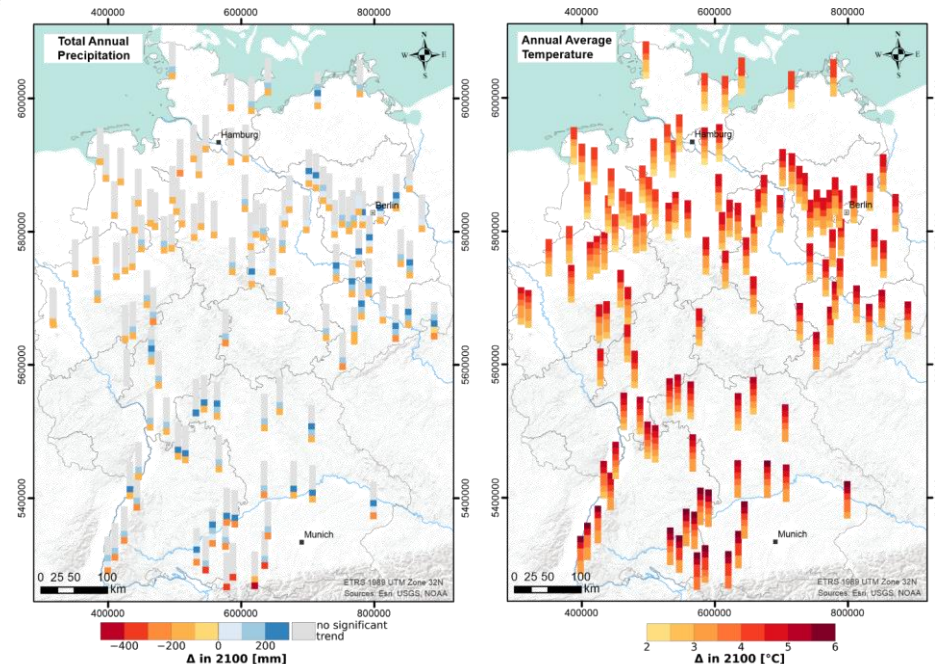 400000 600000 800000
400000 600000 800000
Total Annual
Precipitation
N
W E
S
Annual Average
Temperature
N
W E
S
6000000
6000000
Hamburg
Hamburg
Berlin
Berlin
5800000
5800000
5600000
5600000
5400000
5400000
Munich
Munich
0 25 50 100
km
ETRS 1989 UTM Zone 32N
Sources: Esri, USGS, NOAA
0 25 50 100
km
ETRS 1989 UTM Zone 32N
Sources: Esri, USGS, NOAA
400000 600000 800000
400000 600000 800000
−400 −200 0 200
no significant
trend
Δ in 2100 [mm]
2 3 4 5 6
Δ in 2100 [°C]